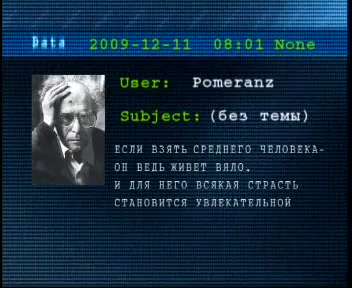 Data 2009-12-11 08:01 None
User: Pomeranz
Subject: (без темы)
ЕСЛИ ВЗЯТЬ СРЕДНЕГО ЧЕЛОВЕКА-
ОН ВЕДЬ ЖИВЕТ ВЯЛО.
И ДЛЯ НЕГО ВСЯКАЯ СТРАСТЬ
СТАНОВИТСЯ УВЛЕКАТЕЛЬНОЙ